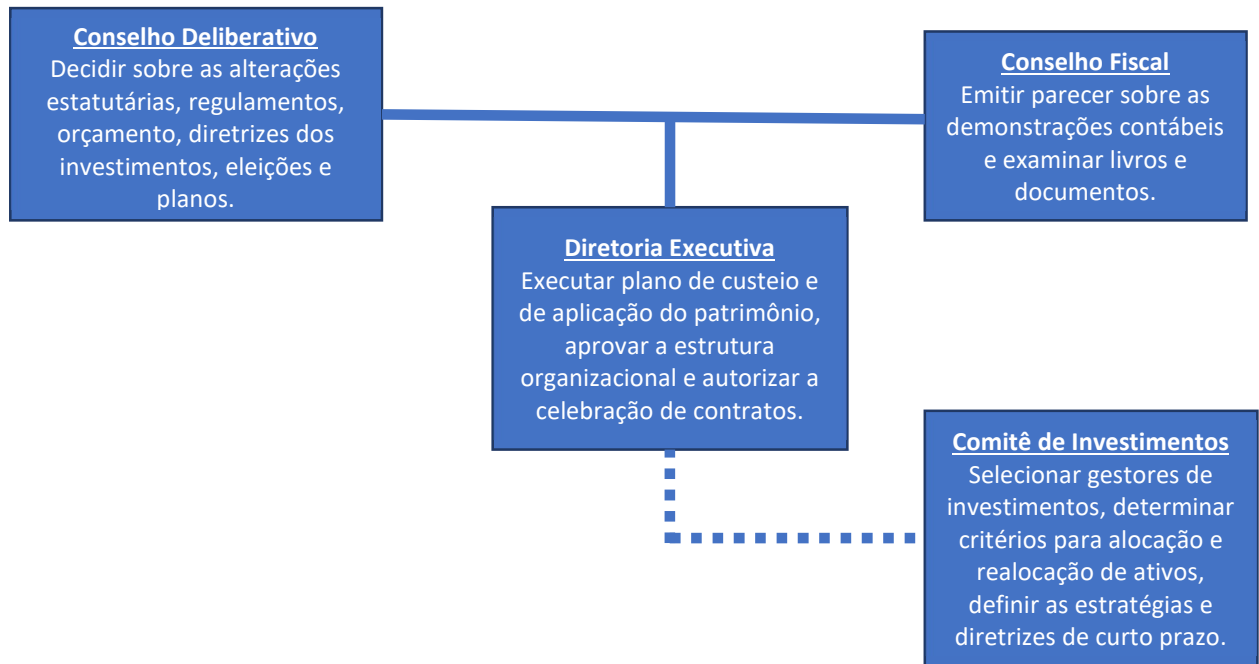 Conselho Deliberativo
Decidir sobre as alterações
estatutárias, regulamentos,
orçamento, diretrizes dos
investimentos, eleições e
planos.
Conselho Fiscal
Emitir parecer sobre as
demonstrações contábeis
e examinar livros e
documentos.
Diretoria Executiva
Executar plano de custeio e
de aplicação do patrimônio,
aprovar a estrutura
organizacional e autorizar a
celebração de contratos.
Comitê de Investimentos
Selecionar gestores de
investimentos, determinar
critérios para alocação e
realocação de ativos,
definir as estratégias e
diretrizes de curto prazo.